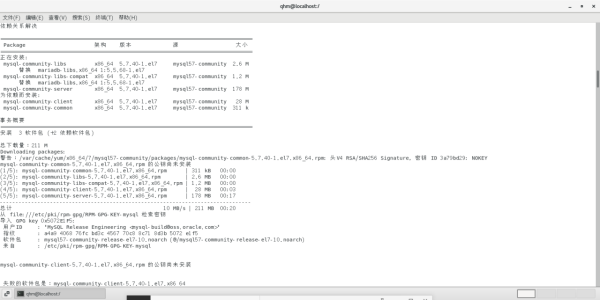 qhm@localhost:/
文件(F) 编辑(E) 查看(V) 搜索(S) 终端(T) 帮助(H)
依赖关系解决
Package 架构 版本 源 大小
正在安装:
mysql-community-libs x86_64 5.7.40-1.el7 mysql57-community 2.6 M
替换 mariadb-libs.x86_64 1:5.5.68-1.el7
mysql-community-libs-compat x86_64 5.7.40-1.el7 mysql57-community 1.2 M
替换 mariadb-libs.x86_64 1:5.5.68-1.el7
mysql-community-server x86_64 5.7.40-1.el7 mysql57-community 178 M
为依赖而安装:
mysql-community-client x86_64 5.7.40-1.el7 mysql57-community 28 M
mysql-community-common x86_64 5.7.40-1.el7 mysql57-community 311 k
事务概要
安装 3 软件包 (+2 依赖软件包)
总下载量：211 M
Downloading packages:
警告：/var/cache/yum/x86_64/7/mysql57-community/packages/mysql-community-common-5.7.40-1.el7.x86_64.rpm: 头V4 RSA/SHA256 Signature, 密钥 ID 3a79bd29: NOKEY
mysql-community-common-5.7.40-1.el7.x86_64.rpm 的公钥尚未安装
(1/5): mysql-community-common-5.7.40-1.el7.x86_64.rpm | 311 kB 00:00
(2/5): mysql-community-libs-5.7.40-1.el7.x86_64.rpm | 2.6 MB 00:00
(3/5): mysql-community-libs-compat-5.7.40-1.el7.x86_64.rpm | 1.2 MB 00:00
(4/5): mysql-community-client-5.7.40-1.el7.x86_64.rpm | 28 MB 00:03
(5/5): mysql-community-server-5.7.40-1.el7.x86_64.rpm | 178 MB 00:17
总计 10 MB/s | 211 MB 00:20
从 file:///etc/pki/rpm-gpg/RPM-GPG-KEY-mysql 检索密钥
导入 GPG key 0x5072E1F5:
用户ID : "MySQL Release Engineering <mysql-build@oss.oracle.com>"
指纹 : a4a9 4068 76fc bd3c 4567 70c8 8c71 8d3b 5072 e1f5
软件包 : mysql57-community-release-el7-10.noarch (@/mysql57-community-release-el7-10.noarch)
来自 : /etc/pki/rpm-gpg/RPM-GPG-KEY-mysql
mysql-community-client-5.7.40-1.el7.x86_64.rpm 的公钥尚未安装
失败的软件包是：mysql-community-client-5.7.40-1.el7.x86_64
qhm@localhost:/